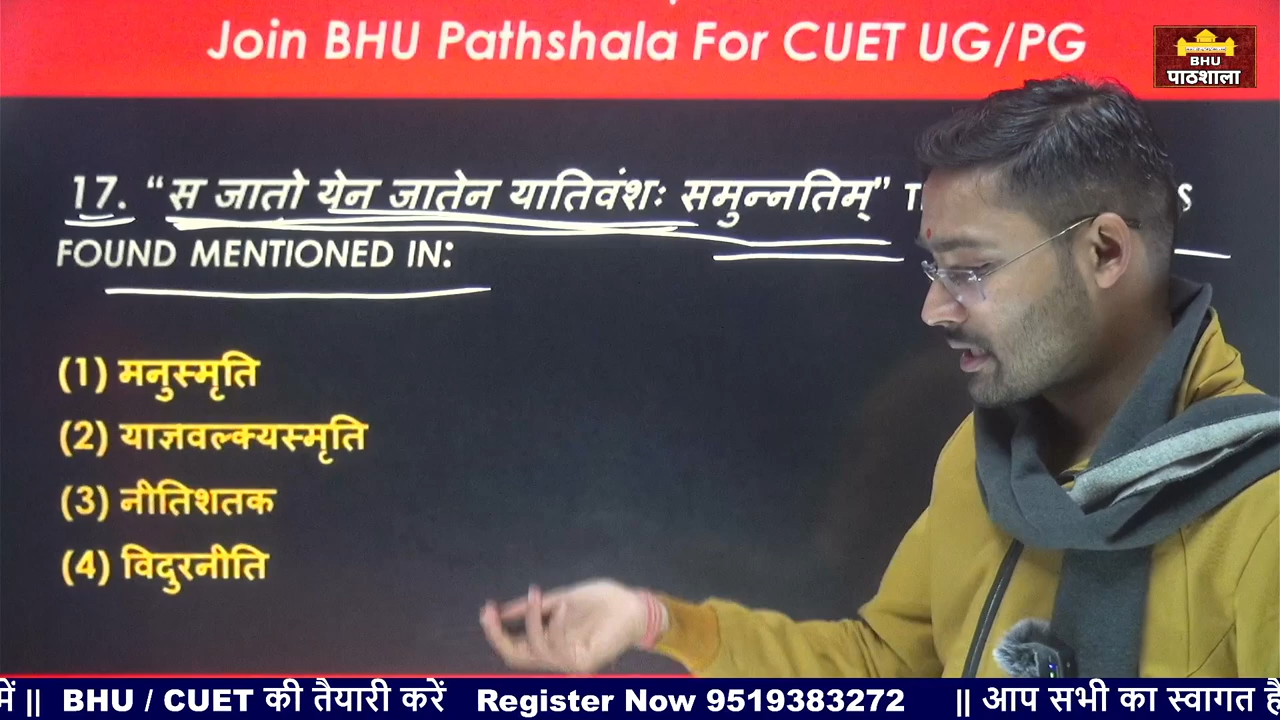 Join BHU Pathshala For CUET UG/PG
BHU
पाठशाला
17. “स जातो येन जातेन यातिवंशः समुन्नतिम्”
FOUND MENTIONED IN:
(1) मनुस्मृति
(2) याज्ञवल्क्यस्मृति
(3) नीतिशतक
(4) विदुरनीति
में || BHU / CUET की तैयारी करें Register Now 9519383272 || आप सभी का स्वागत है